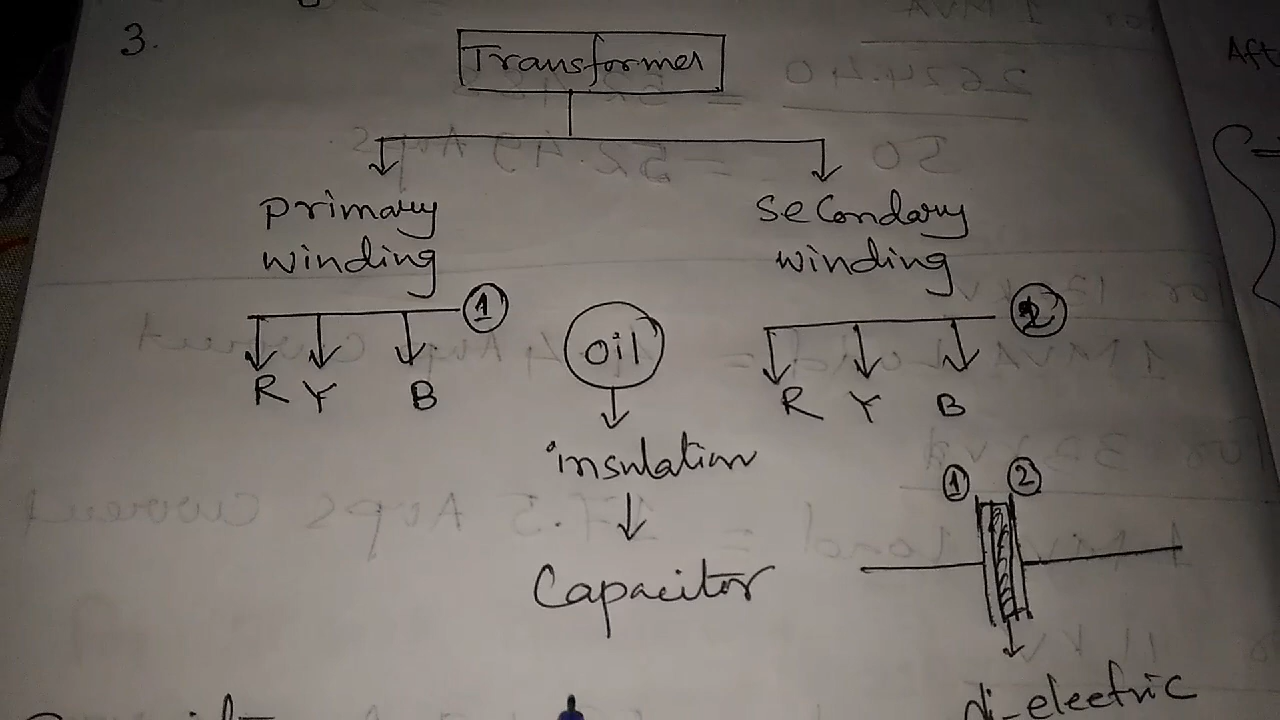 3.
Transformer
Primary
winding
Secondary
winding
1
2
R Y B
oil
R Y B
insulation
Capacitor
1 2
di-electric